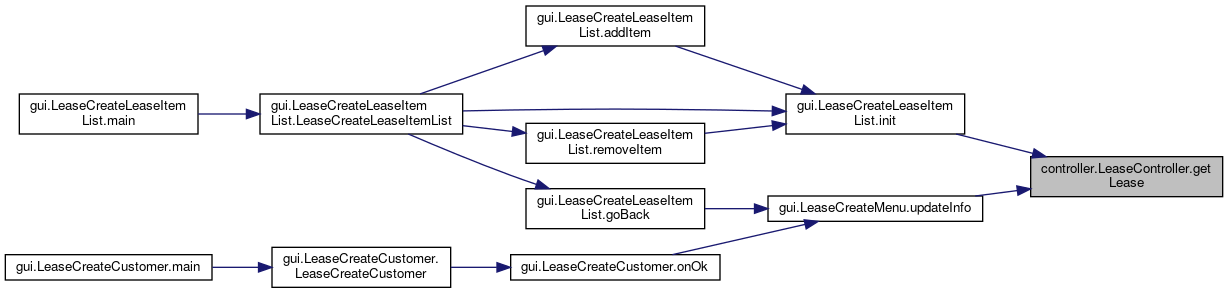 gui.LeaseCreateLeaseItem
List.addItem
gui.LeaseCreateLeaseItem
List.main
gui.LeaseCreateLeaseItem
List.LeaseCreateLeaseItemList
gui.LeaseCreateLeaseItem
List.init
gui.LeaseCreateLeaseItem
List.removeItem
controller.LeaseController.get
Lease
gui.LeaseCreateLeaseItem
List.goBack
gui.LeaseCreateMenu.updateInfo
gui.LeaseCreateCustomer.main
gui.LeaseCreateCustomer.
LeaseCreateCustomer
gui.LeaseCreateCustomer.onOk